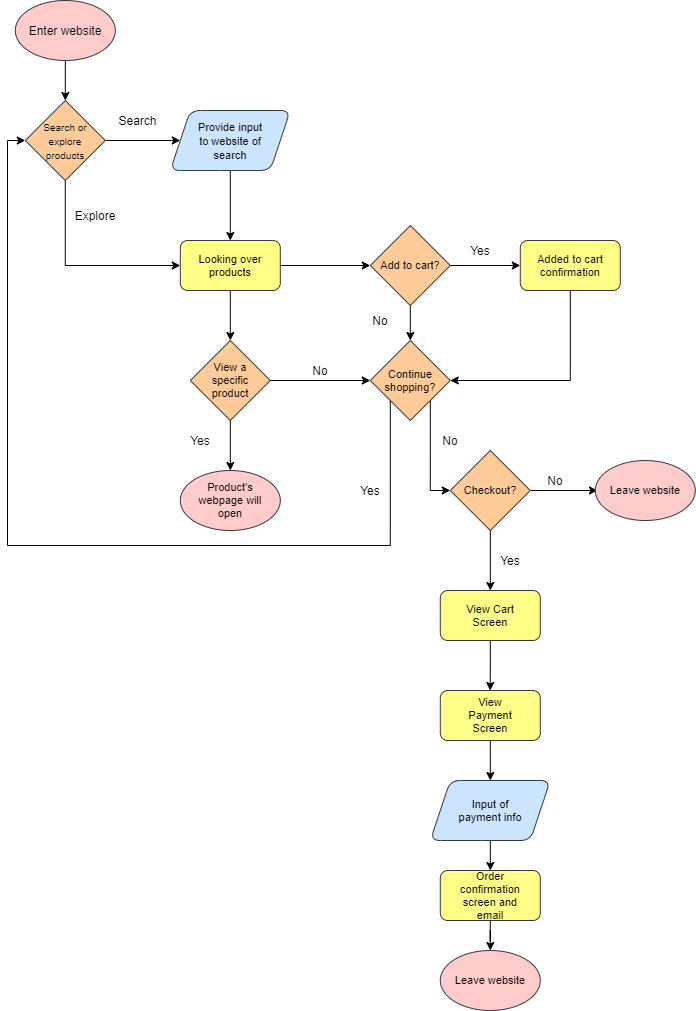 Enter website
Search or
explore
products
Search
Provide input
to website of
search
Explore
Looking over
products
Add to cart?
Yes
Added to cart
confirmation
No
View a
specific
product
No
Continue
shopping?
Yes
Product's
webpage will
open
Yes
No
Checkout?
No
Leave website
Yes
View Cart
Screen
View
Payment
Screen
Input of
payment info
Order
confirmation
screen and
email
Leave website